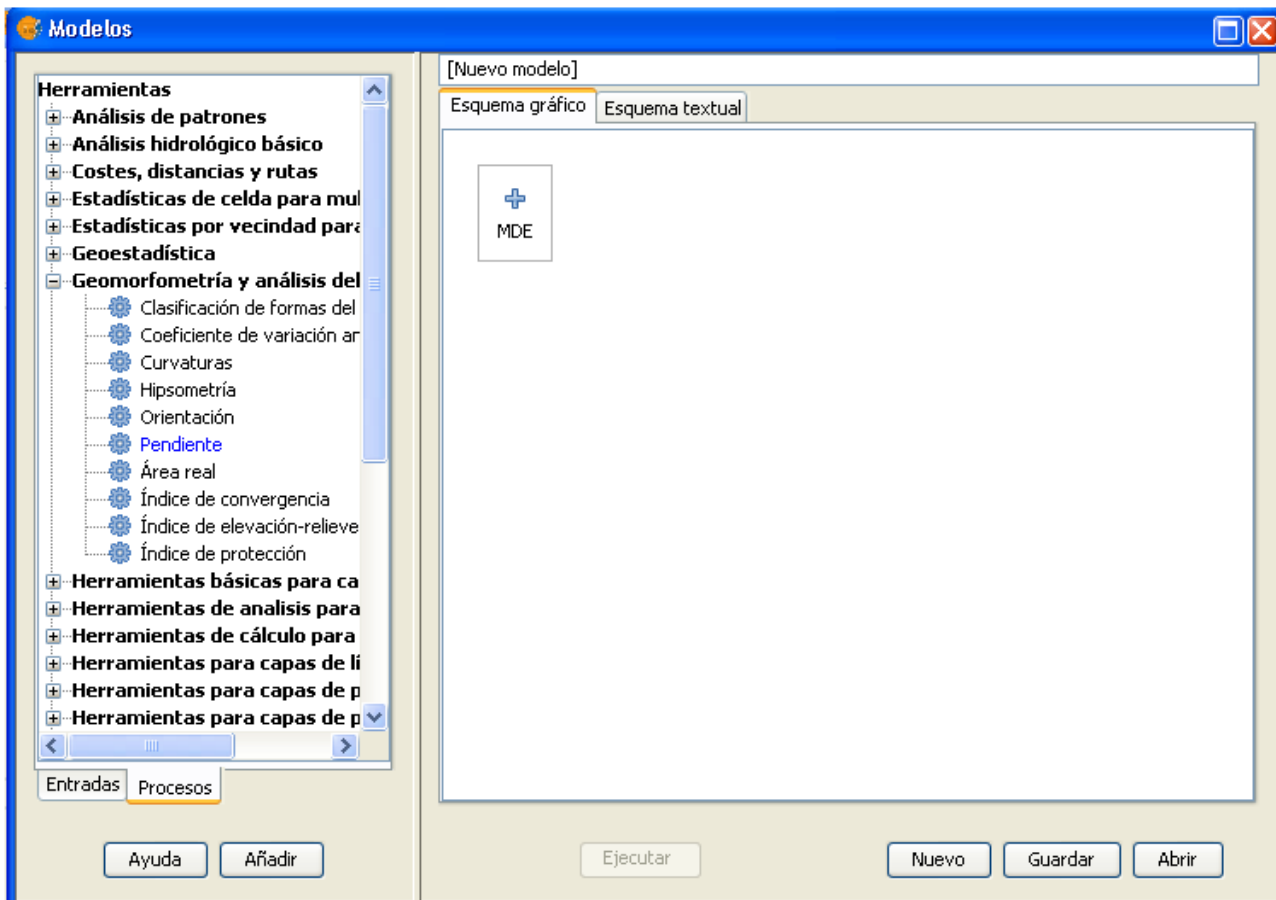 Modelos
Herramientas
Análisis de patrones
Análisis hidrológico básico
Costes, distancias y rutas
Estadísticas de celda para mul
Estadísticas por vecindad para
Geoestadística
Geomorfometría y análisis del
Clasificación de formas del
Coeficiente de variación an
Curvaturas
Hipsometría
Orientación
Pendiente
Área real
Índice de convergencia
Índice de elevación-relieve
Índice de protección
Herramientas básicas para ca
Herramientas de analisis para
Herramientas de cálculo para
Herramientas para capas de lí
Herramientas para capas de p
Herramientas para capas de p
Entradas
Procesos
Ayuda
Añadir
[Nuevo modelo]
Esquema gráfico
Esquema textual
MDE
Ejecutar
Nuevo
Guardar
Abrir